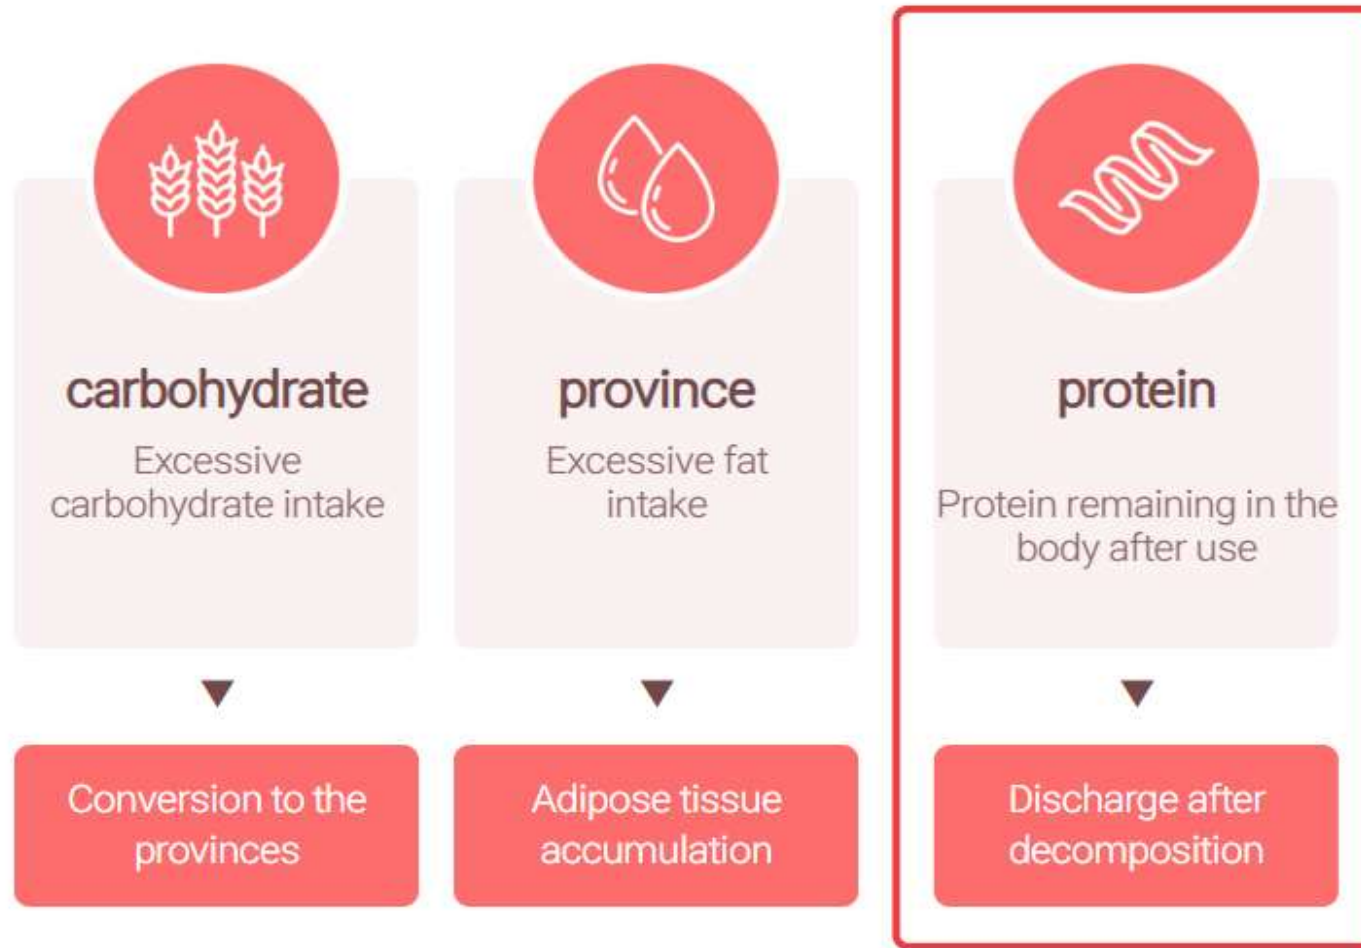 carbohydrate
Excessive
carbohydrate intake
Conversion to the
provinces
province
Excessive fat
intake
Adipose tissue
accumulation
protein
Protein remaining in the
body after use
Discharge after
decomposition